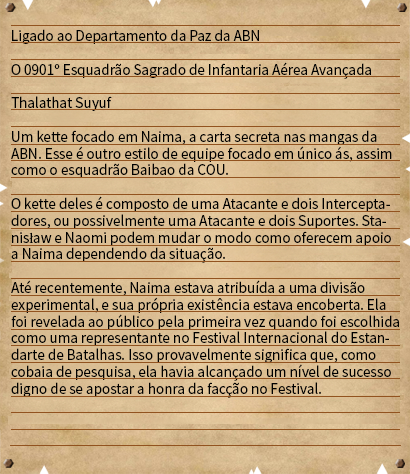 Ligado ao Departamento da Paz da ABN
O 0901º Esquadrão Sagrado de Infantaria Aérea Avançada
Thalathat Suyuf
Um kette focado em Naima, a carta secreta nas mangas da
ABN. Esse é outro estilo de equipe focado em único ás, assim
como o esquadrão Baibao da COU.
O kette deles é composto de uma Atacante e dois Intercepta-
dores, ou possivelmente uma Atacante e dois Suportes. Sta-
nisław e Naomi podem mudar o modo como oferecem apoio
a Naima dependendo da situação.
Até recentemente, Naima estava atribuída a uma divisão
experimental, e sua própria existência estava encoberta. Ela
foi revelada ao público pela primeira vez quando foi escolhida
como uma representante no Festival Internacional do Estan-
darte de Batalhas. Isso provavelmente significa que, como
cobaia de pesquisa, ela havia alcançado um nível de sucesso
digno de se apostar a honra da facção no Festival.